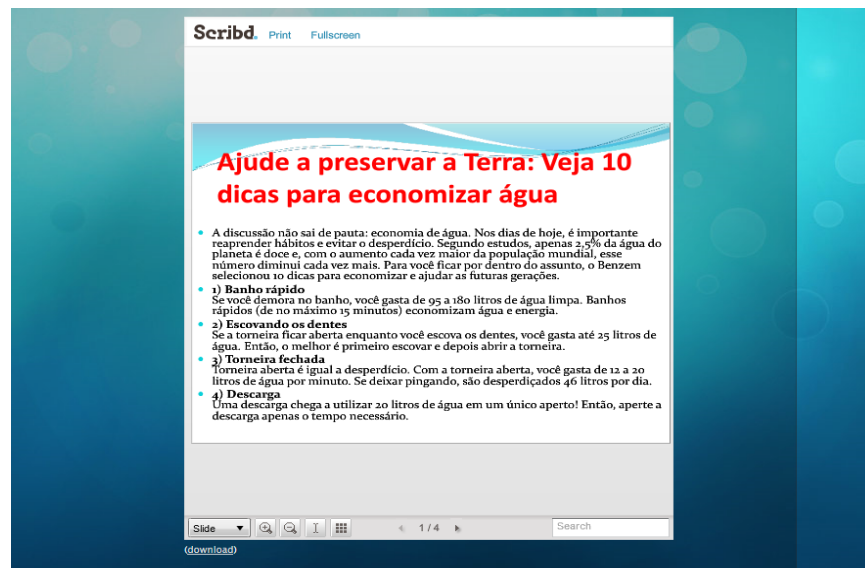 Scribd. Print Fullscreen
Ajude a preservar a Terra: Veja 10
dicas para economizar água
A discussão não sai de pauta: economia de água. Nos dias de hoje, é importante
reaprender hábitos e evitar o desperdício. Segundo estudos, apenas 2,5% da água do
planeta é doce e, com o aumento cada vez maior da população mundial, esse
número diminui cada vez mais. Para você ficar por dentro do assunto, o Benzem
selecionou 10 dicas para economizar e ajudar as futuras gerações.
1) Banho rápido
Se você demora no banho, você gasta de 95 a 180 litros de água limpa. Banhos
rápidos (de no máximo 15 minutos) economizam água e energia.
2) Escovando os dentes
Se a torneira ficar aberta enquanto você escova os dentes, você gasta até 25 litros de
água. Então, o melhor é primeiro escovar e depois abrir a torneira.
3) Torneira fechada
Torneira aberta é igual a desperdício. Com a torneira aberta, você gasta de 12 a 20
litros de água por minuto. Se deixar pingando, são desperdiçados 46 litros por dia.
4) Descarga
Uma descarga chega a utilizar 20 litros de água em um único aperto! Então, aperte a
descarga apenas o tempo necessário.
Slide 1 / 4 Search
(download)